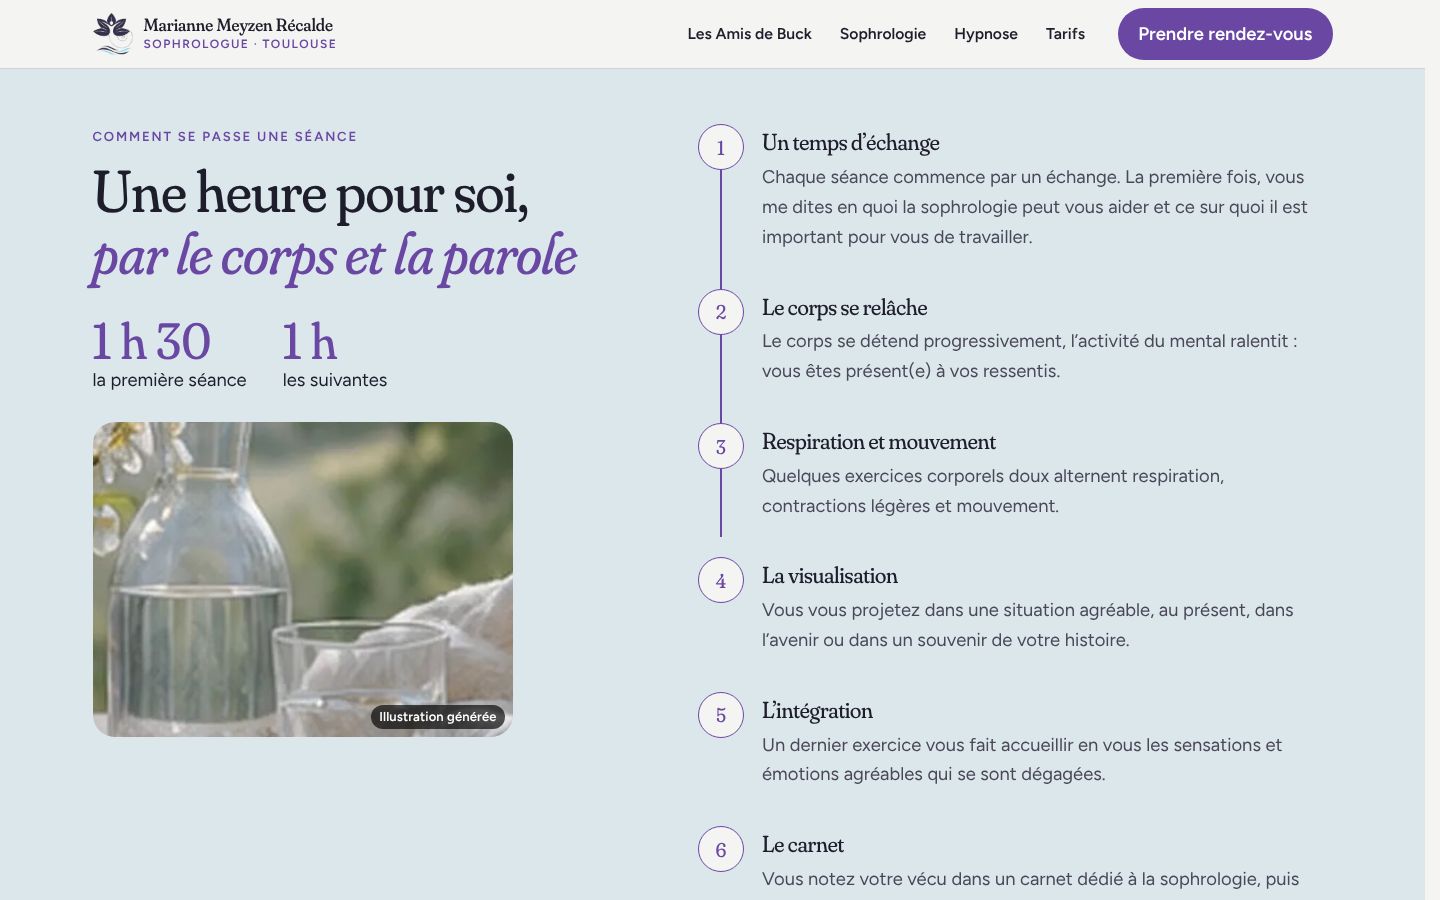 Marianne Meyzen Récalde
SOPHROLOGUE · TOULOUSE
Les Amis de Buck
Sophrologie
Hypnose
Tarifs
Prendre rendez-vous
COMMENT SE PASSE UNE SÉANCE
Une heure pour soi,
par le corps et la parole
1 h 30
la première séance
1 h
les suivantes
Illustration générée
1
Un temps d’échange
Chaque séance commence par un échange. La première fois, vous
me dites en quoi la sophrologie peut vous aider et ce sur quoi il est
important pour vous de travailler.
2
Le corps se relâche
Le corps se détend progressivement, l’activité du mental ralentit :
vous êtes présent(e) à vos ressentis.
3
Respiration et mouvement
Quelques exercices corporels doux alternent respiration,
contractions légères et mouvement.
4
La visualisation
Vous vous projetez dans une situation agréable, au présent, dans
l’avenir ou dans un souvenir de votre histoire.
5
L’intégration
Un dernier exercice vous fait accueillir en vous les sensations et
émotions agréables qui se sont dégagées.
6
Le carnet
Vous notez votre vécu dans un carnet dédié à la sophrologie, puis